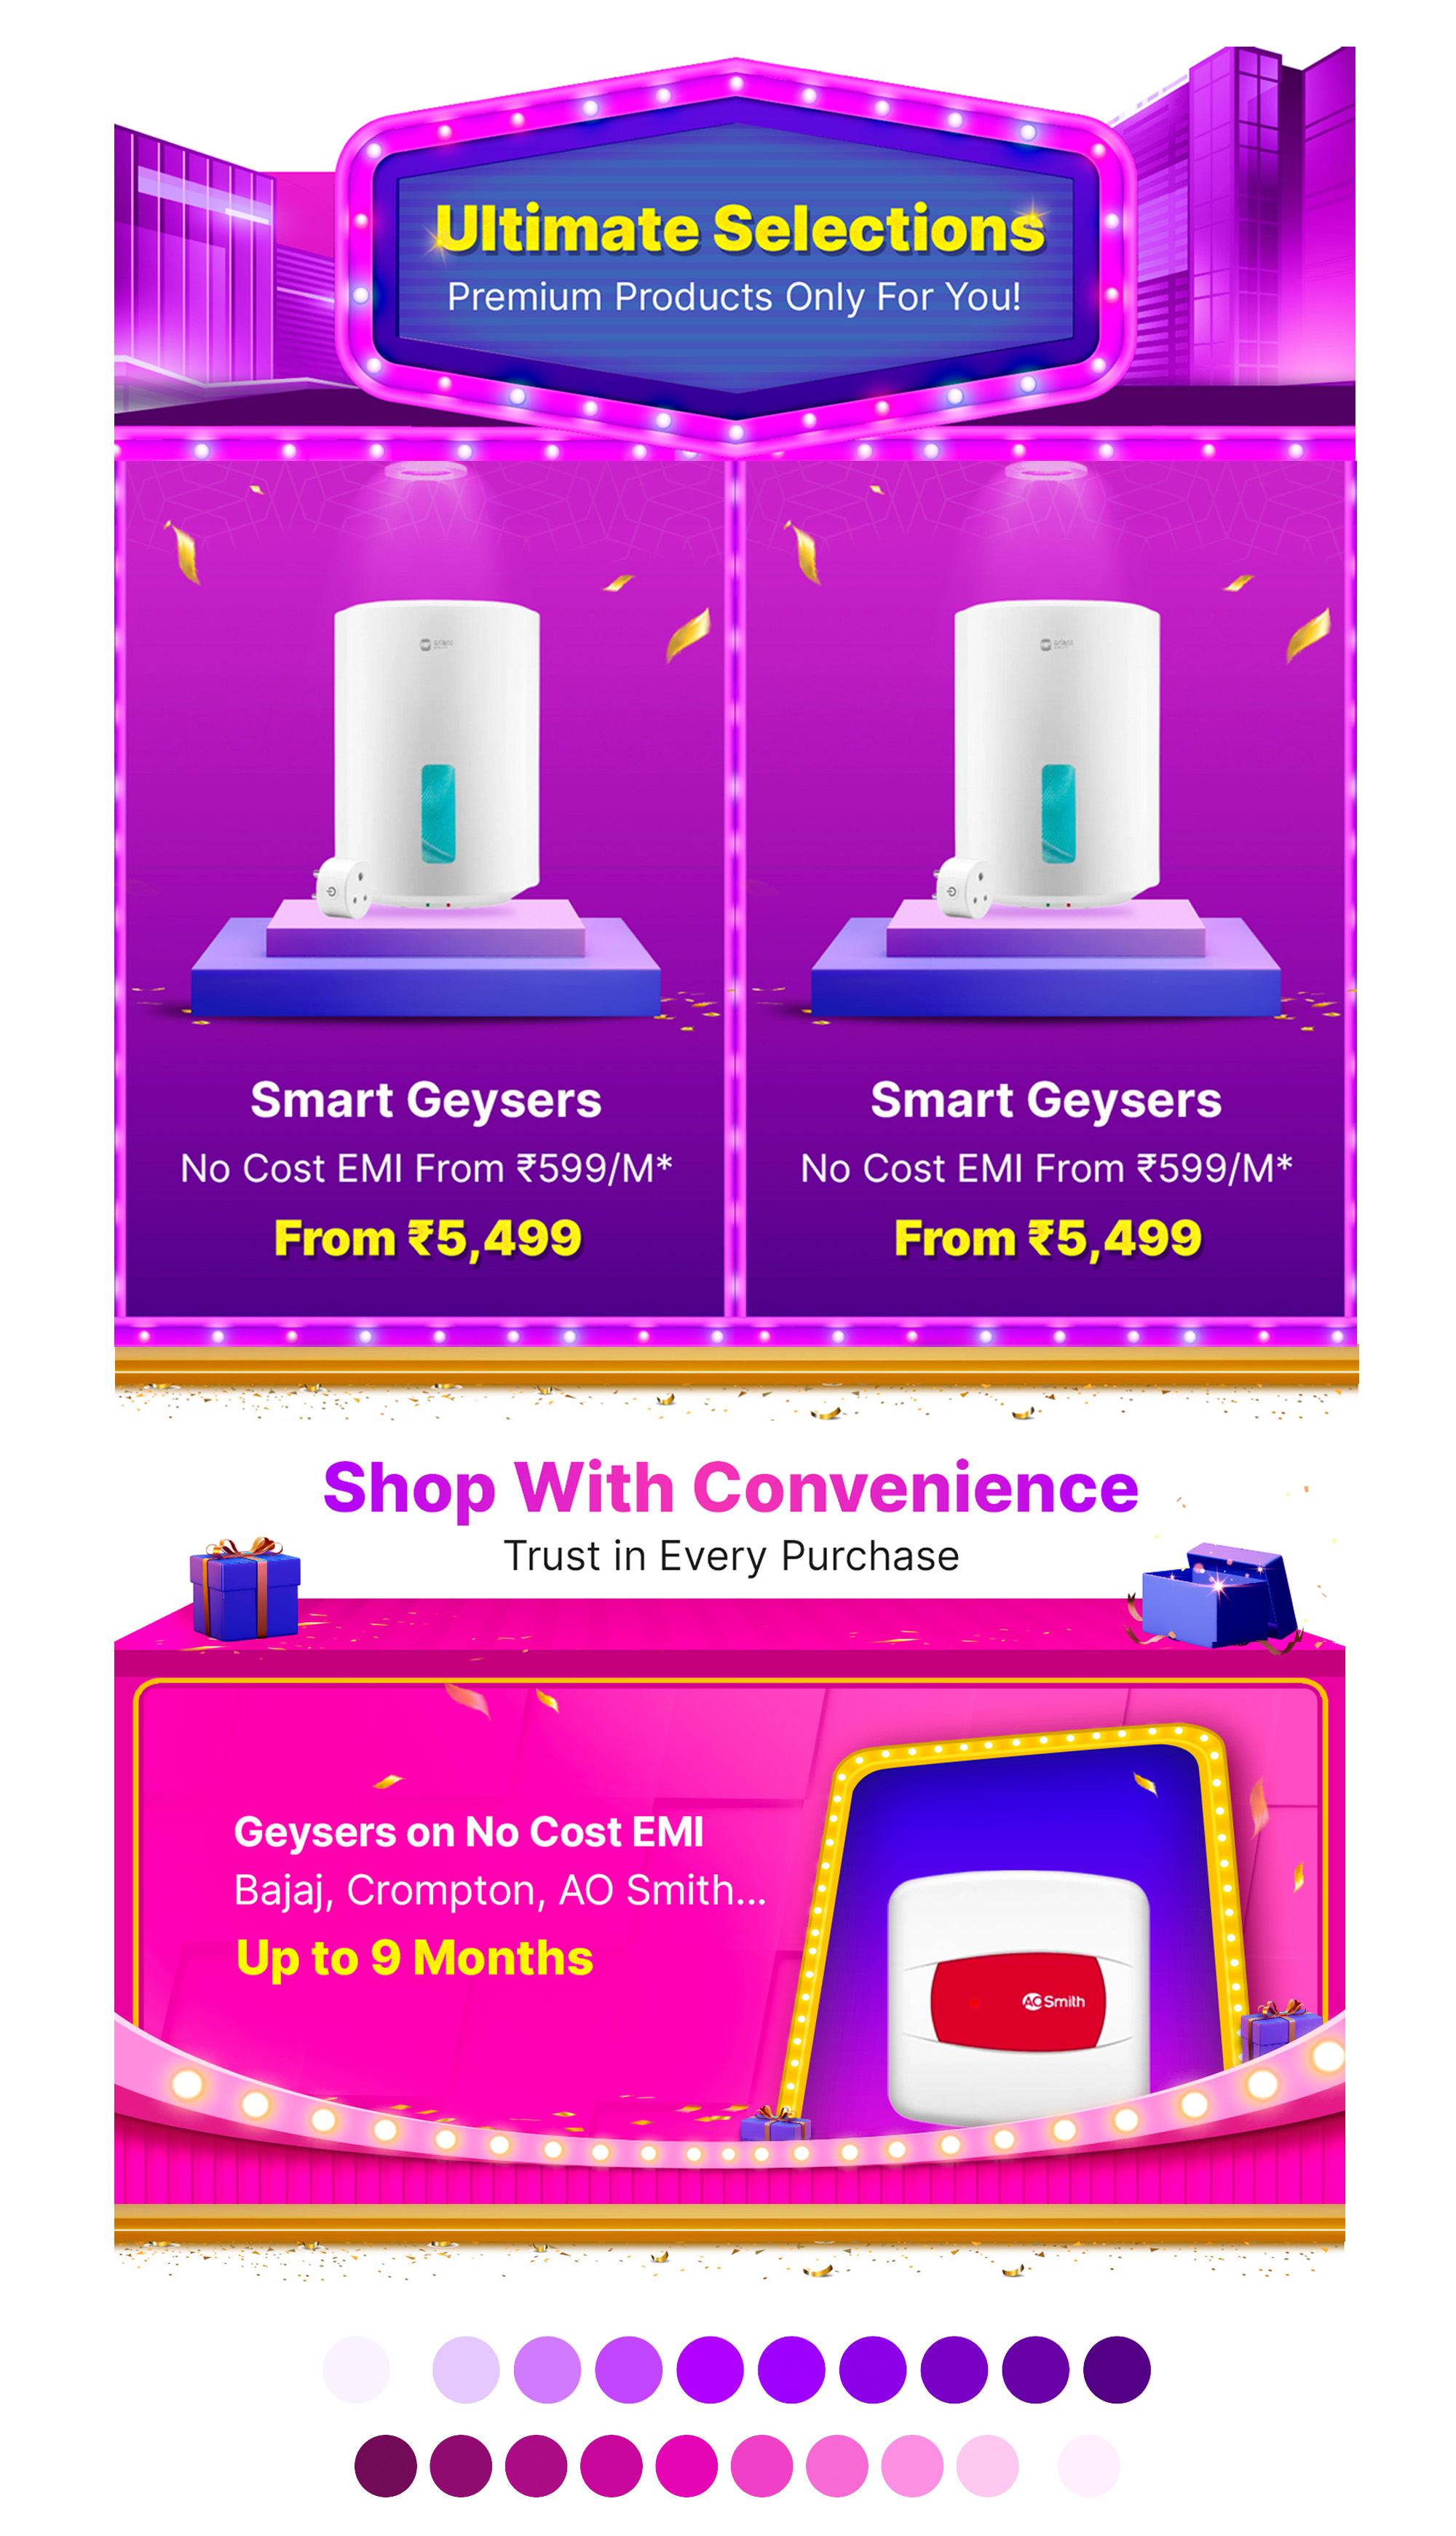 Ultimate Selections
Premium Products Only For You!
Smart Geysers
No Cost EMI From ₹599/M*
From ₹5,499
Smart Geysers
No Cost EMI From ₹599/M*
From ₹5,499
Shop With Convenience
Trust in Every Purchase
Geysers on No Cost EMI
Bajaj, Crompton, AO Smith...
Up to 9 Months
AO Smith